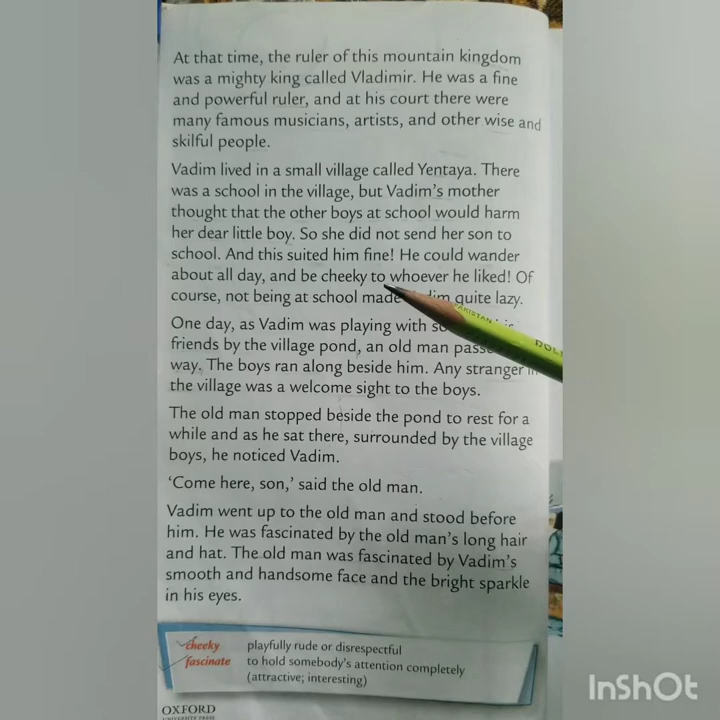 At that time, the ruler of this mountain kingdom
was a mighty king called Vladimir. He was a fine
and powerful ruler, and at his court there were
many famous musicians, artists, and other wise and
skilful people.
Vadim lived in a small village called Yentaya. There
was a school in the village, but Vadim's mother
thought that the other boys at school would harm
her dear little boy. So she did not send her son to
school. And this suited him fine! He could wander
about all day, and be cheeky to whoever he liked! Of
course, not being at school made quite lazy.
One day, as Vadim was playing with
friends by the village pond, an old man
way. The boys ran along beside him. Any stranger
the village was a welcome sight to the boys.
The old man stopped beside the pond to rest for a
while and as he sat there, surrounded by the village
boys, he noticed Vadim.
‘Come here, son,’ said the old man.
Vadim went up to the old man and stood before
him. He was fascinated by the old man's long hair
and hat. The old man was fascinated by Vadim's
smooth and handsome face and the bright sparkle
in his eyes.
cheeky playfully rude or disrespectful
fascinate to hold somebody's attention completely
(attractive; interesting)
OXFORD
UNIVERSITY PRESS
PAKISTAN
InShOt